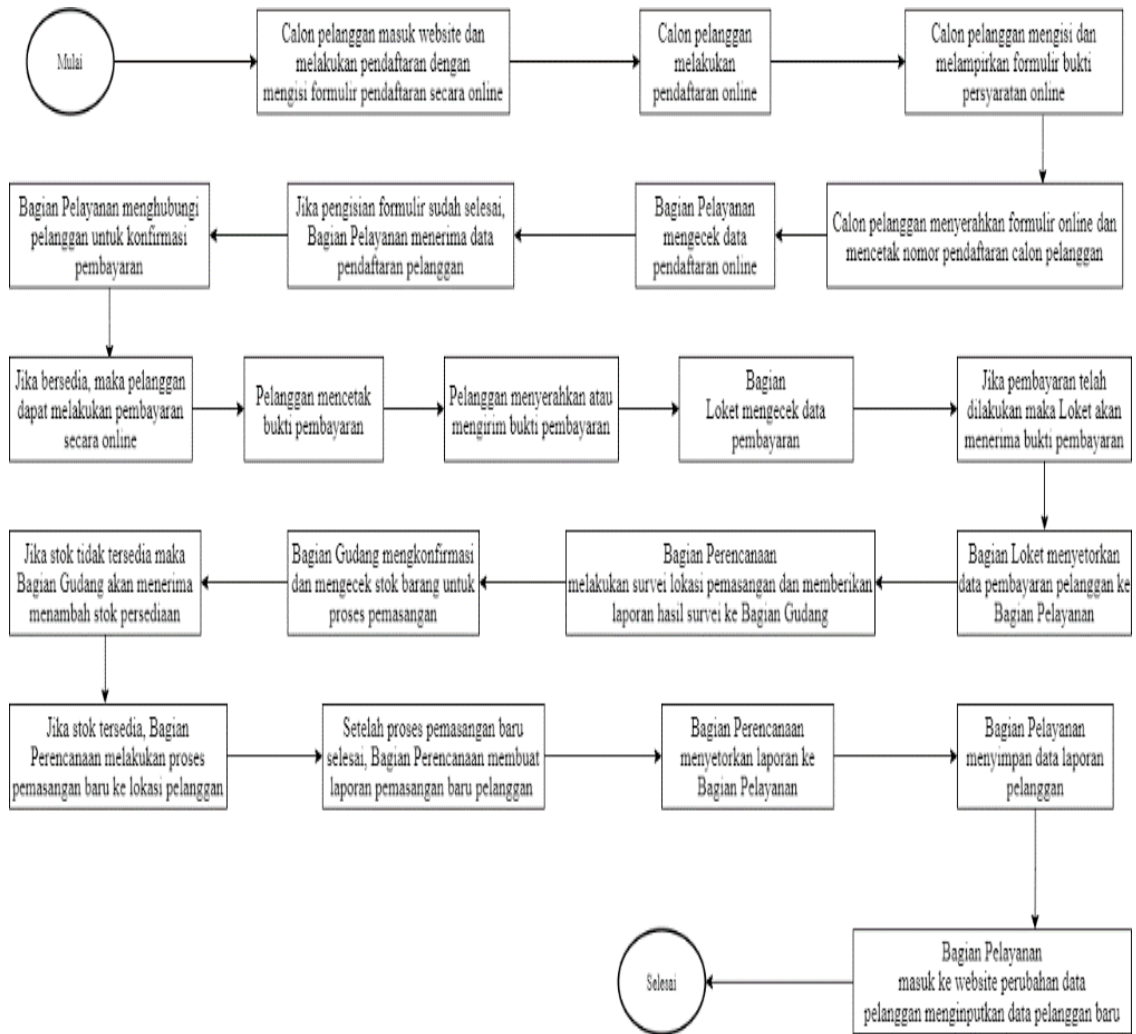 Mulai
Calon pelanggan masuk website dan
melakukan pendaftaran dengan
mengisi formulir pendaftaran secara online
Calon pelanggan
melakukan
pendaftaran online
Calon pelanggan mengisi dan
melampirkan formulir bukti
persyaratan online
Calon pelanggan menyerahkan formulir online dan
mencetak nomor pendaftaran calon pelanggan
Bagian Pelayanan
mengecek data
pendaftaran online
Jika pengisian formulir sudah selesai,
Bagian Pelayanan menerima data
pendaftaran pelanggan
Bagian Pelayanan menghubungi
pelanggan untuk konfirmasi
pembayaran
Jika bersedia, maka pelanggan
dapat melakukan pembayaran
secara online
Pelanggan mencetak
bukti pembayaran
Pelanggan menyerahkan atau
mengirim bukti pembayaran
Bagian
Loket mengecek data
pembayaran
Jika pembayaran telah
dilakukan maka Loket akan
menerima bukti pembayaran
Bagian Loket menyetorkan
data pembayaran pelanggan ke
Bagian Pelayanan
Bagian Perencanaan
melakukan survei lokasi pemasangan dan memberikan
laporan hasil survei ke Bagian Gudang
Bagian Gudang mengkonfirmasi
dan mengecek stok barang untuk
proses pemasangan
Jika stok tidak tersedia maka
Bagian Gudang akan menerima
menambah stok persediaan
Jika stok tersedia, Bagian
Perencanaan melakukan proses
pemasangan baru ke lokasi pelanggan
Setelah proses pemasangan baru
selesai, Bagian Perencanaan membuat
laporan pemasangan baru pelanggan
Bagian Perencanaan
menyetorkan laporan ke
Bagian Pelayanan
Bagian Pelayanan
menyimpan data laporan
pelanggan
Bagian Pelayanan
masuk ke website perubahan data
pelanggan menginputkan data pelanggan baru
Selesai